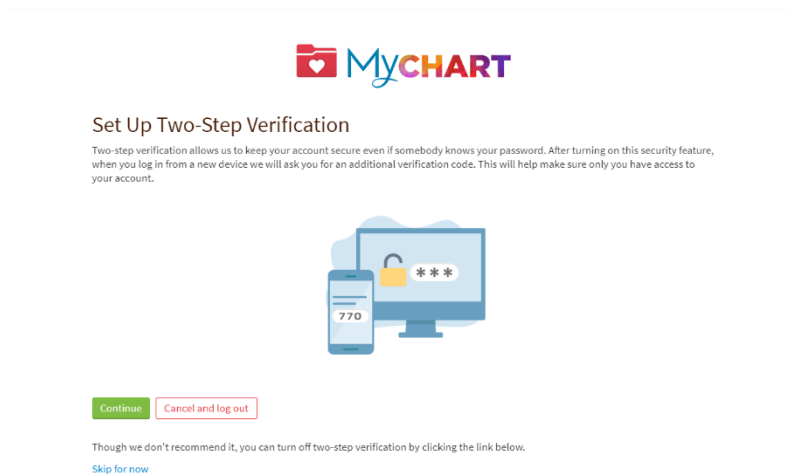 MyCHART
Set Up Two-Step Verification
Two-step verification allows us to keep your account secure even if somebody knows your password. After turning on this security feature,
when you log in from a new device we will ask you for an additional verification code. This will help make sure only you have access to
your account.
***
770
Continue Cancel and log out
Though we don't recommend it, you can turn off two-step verification by clicking the link below.
Skip for now